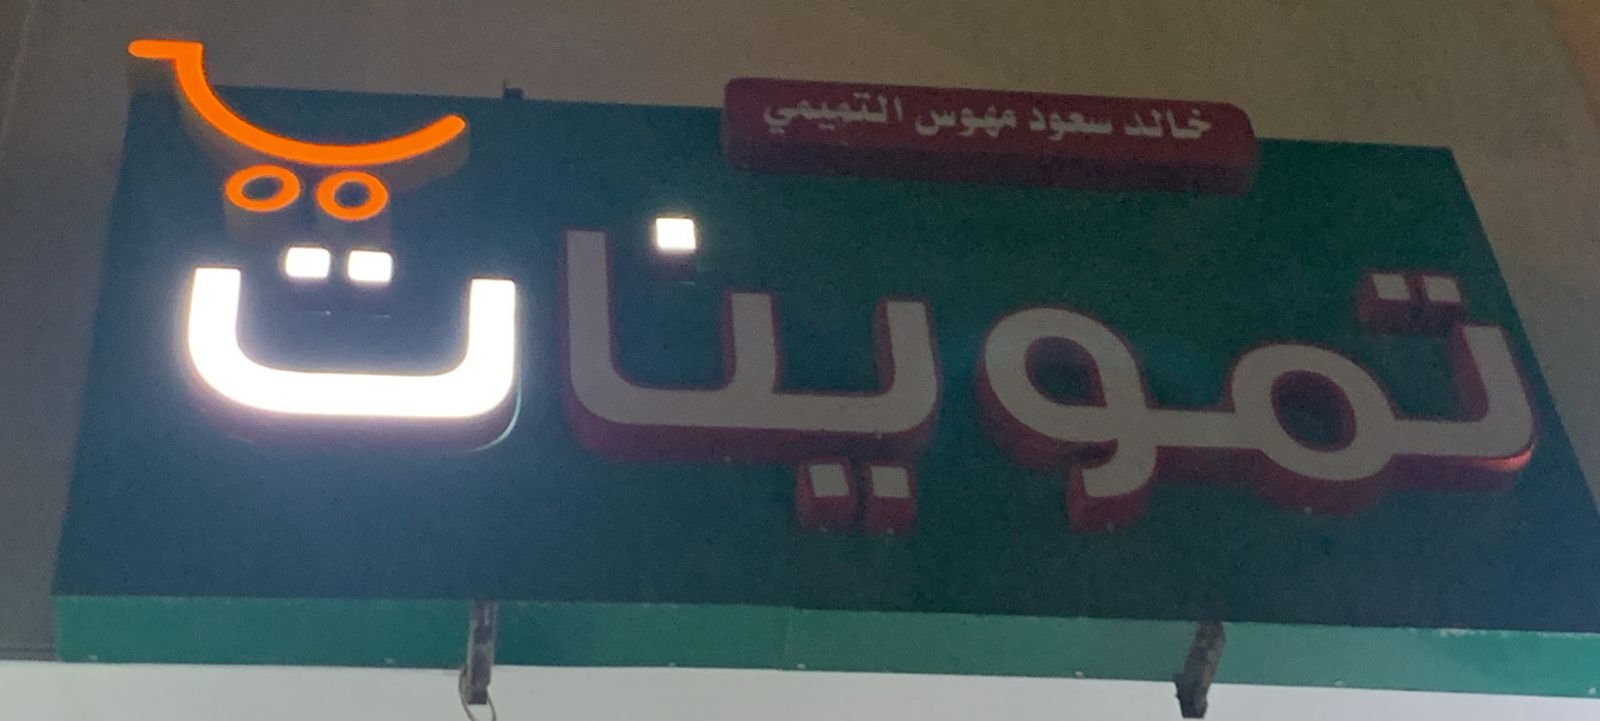 خالد سعود مهوس التميمي
تموينات